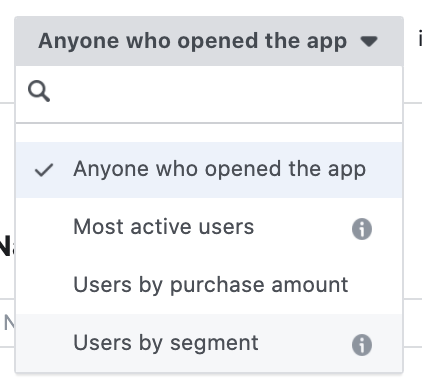 Anyone who opened the app
Anyone who opened the app
Most active users
Users by purchase amount
Users by segment